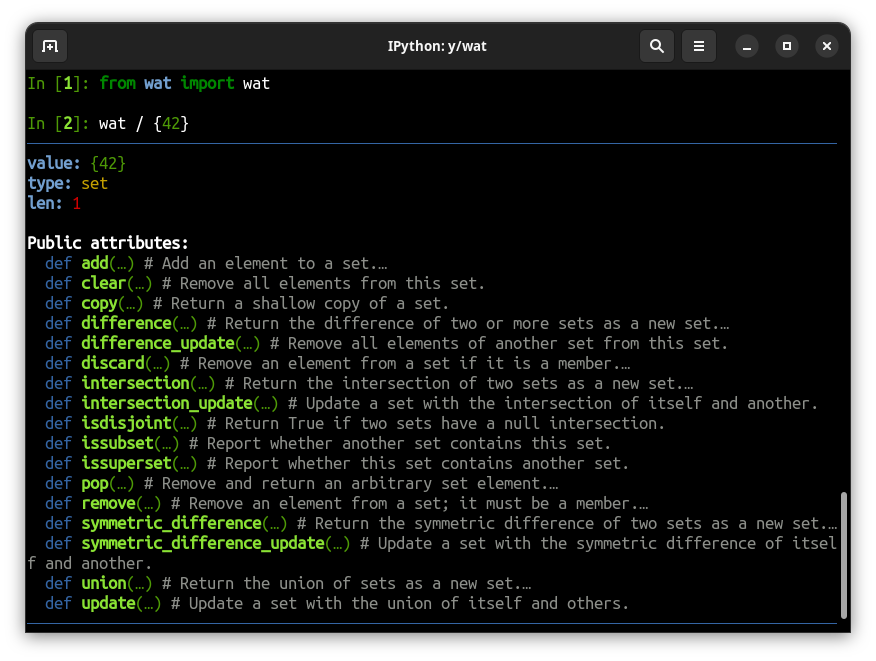 IPython: y/wat
In [1]: from wat import wat
In [2]: wat / {42}
value: {42}
type: set
len: 1
Public attributes:
def add(…) # Add an element to a set.…
def clear(…) # Remove all elements from this set.
def copy(…) # Return a shallow copy of a set.
def difference(…) # Return the difference of two or more sets as a new set.…
def difference_update(…) # Remove all elements of another set from this set.
def discard(…) # Remove an element from a set if it is a member.…
def intersection(…) # Return the intersection of two sets as a new set.…
def intersection_update(…) # Update a set with the intersection of itself and another.
def isdisjoint(…) # Return True if two sets have a null intersection.
def issubset(…) # Report whether another set contains this set.
def issuperset(…) # Report whether this set contains another set.
def pop(…) # Remove and return an arbitrary set element.…
def remove(…) # Remove an element from a set; it must be a member.…
def symmetric_difference(…) # Return the symmetric difference of two sets as a new set.…
def symmetric_difference_update(…) # Update a set with the symmetric difference of itsel
f and another.
def union(…) # Return the union of sets as a new set.…
def update(…) # Update a set with the union of itself and others.